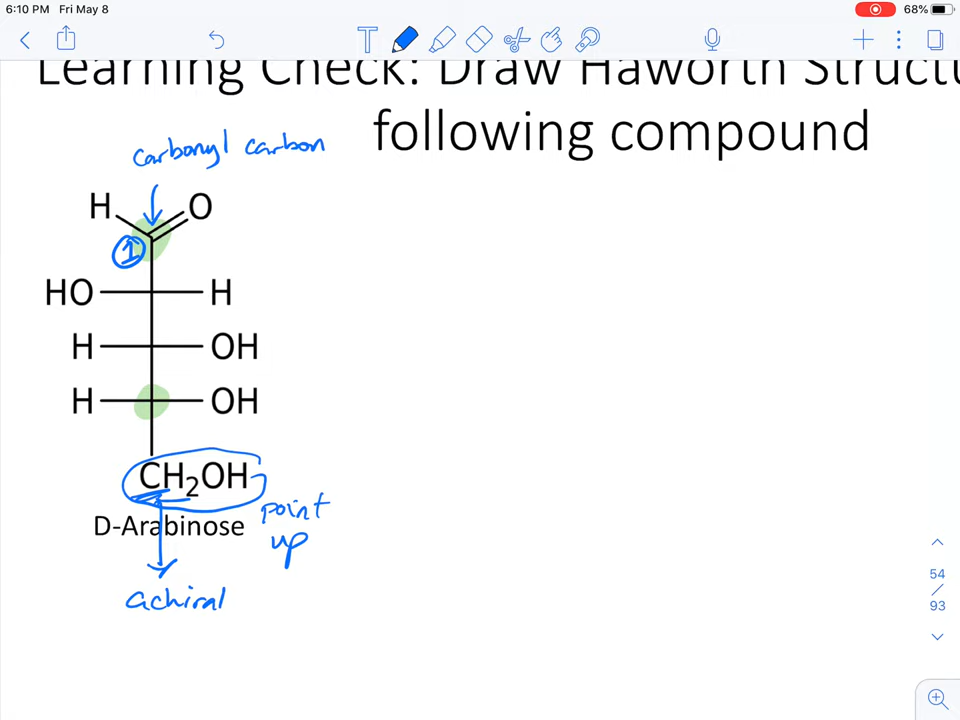 6:10 PM Fri May 8
68%
T
Learning Check: Draw Haworth Structu
following compound
carbonyl carbon
H O
1
HO H
H OH
H OH
CH2OH
point
up
D-Arabinose
achiral
54
/
93